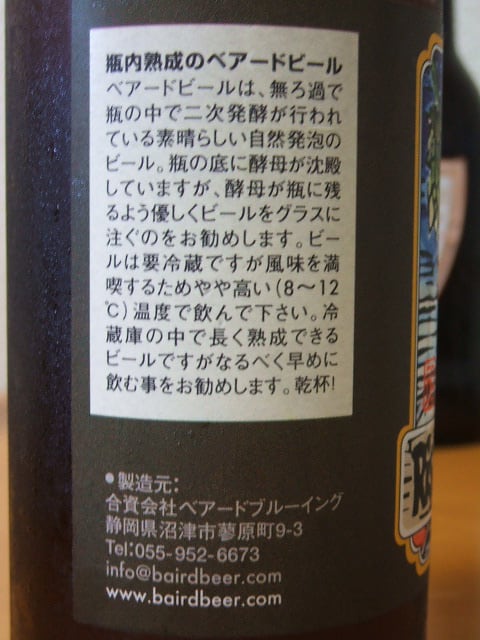 瓶内熟成のベアードビール
ベアードビールは、無ろ過で
瓶の中で二次発酵が行われ
ている素晴らしい自然発泡の
ビール。瓶の底に酵母が沈殿
していますが、酵母が瓶に残
るよう優しくビールをグラスに
注ぐのをお勧めします。ビー
ルは要冷蔵ですが風味を満
喫するためやや高い(8〜12
℃)温度で飲んで下さい。冷
蔵庫の中で長く熟成できる
ビールですがなるべく早めに
飲む事をお勧めします。乾杯!
●製造元:
合資会社ベアードブルーイング
静岡県沼津市蓼原町9-3
Tel:055-952-6673
info@bairdbeer.com
www.bairdbeer.com